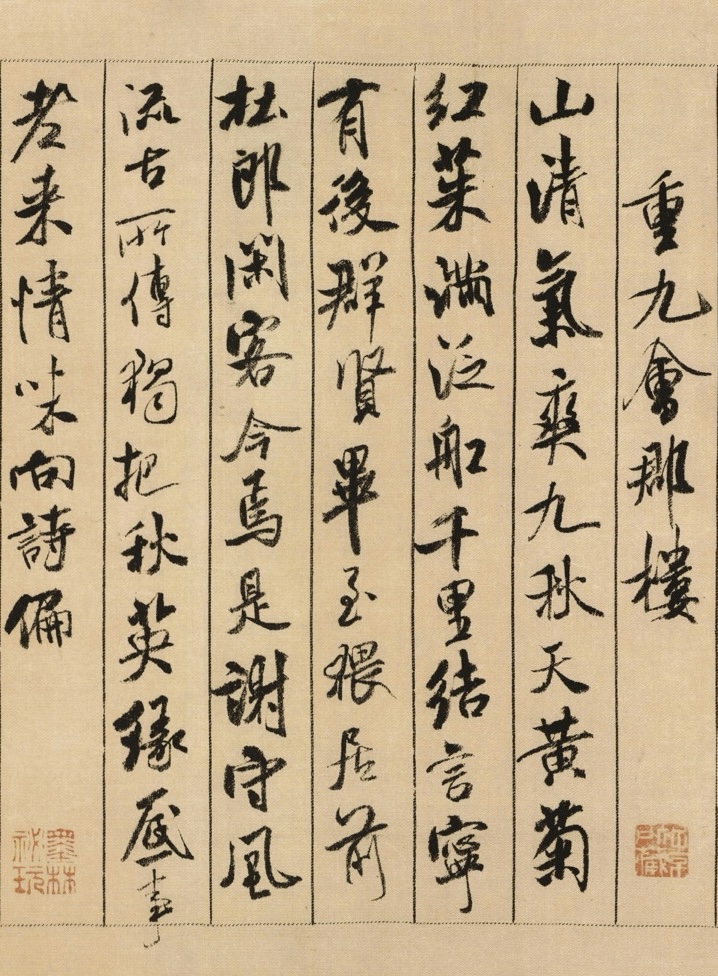 重九會郡樓
山清氣爽九秋天黃菊
紅茱滿泛舡千里結言寧
有後群賢畢至猥居前
杜郎閑客今焉是謝守風
流古所傳獨把秋英緣底事
老来情味向詩偏
墨林
祕玩